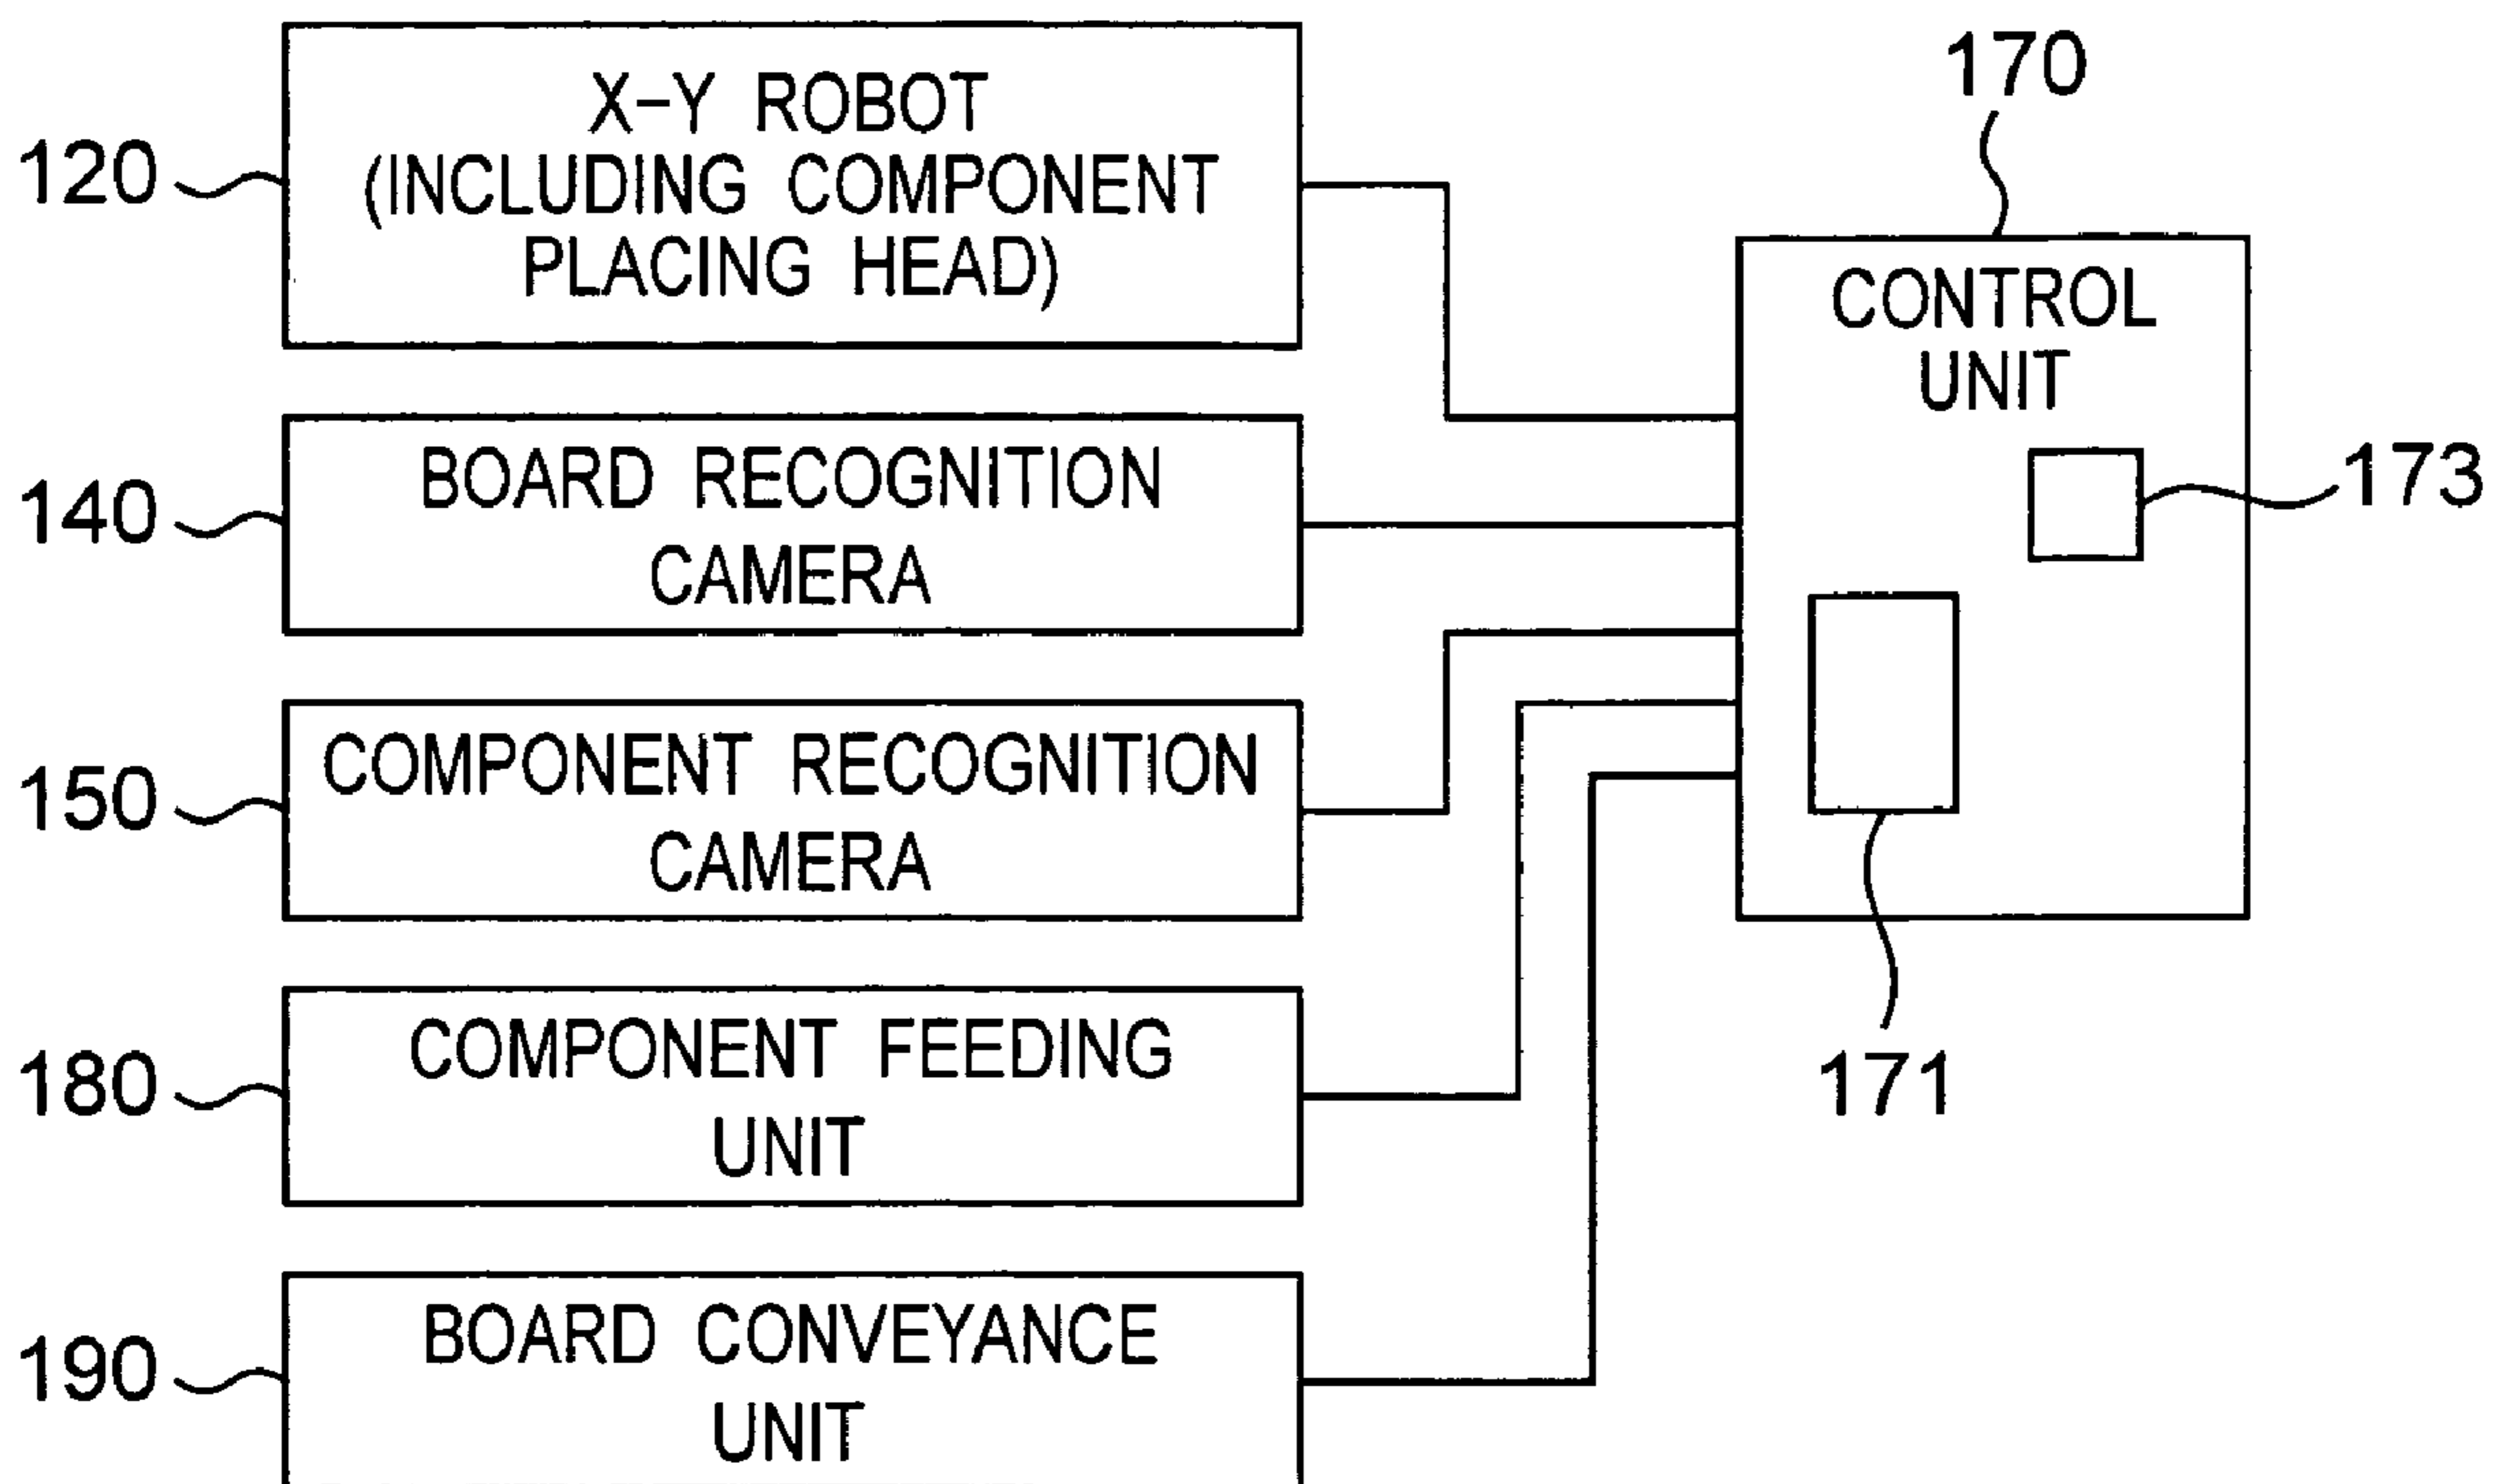 170
X-Y ROBOT
(INCLUDING COMPONENT
PLACING HEAD)
120
CONTROL
UNIT
173
BOARD RECOGNITION
CAMERA
140
COMPONENT RECOGNITION
CAMERA
150
171
COMPONENT FEEDING
UNIT
180
BOARD CONVEYANCE
UNIT
190